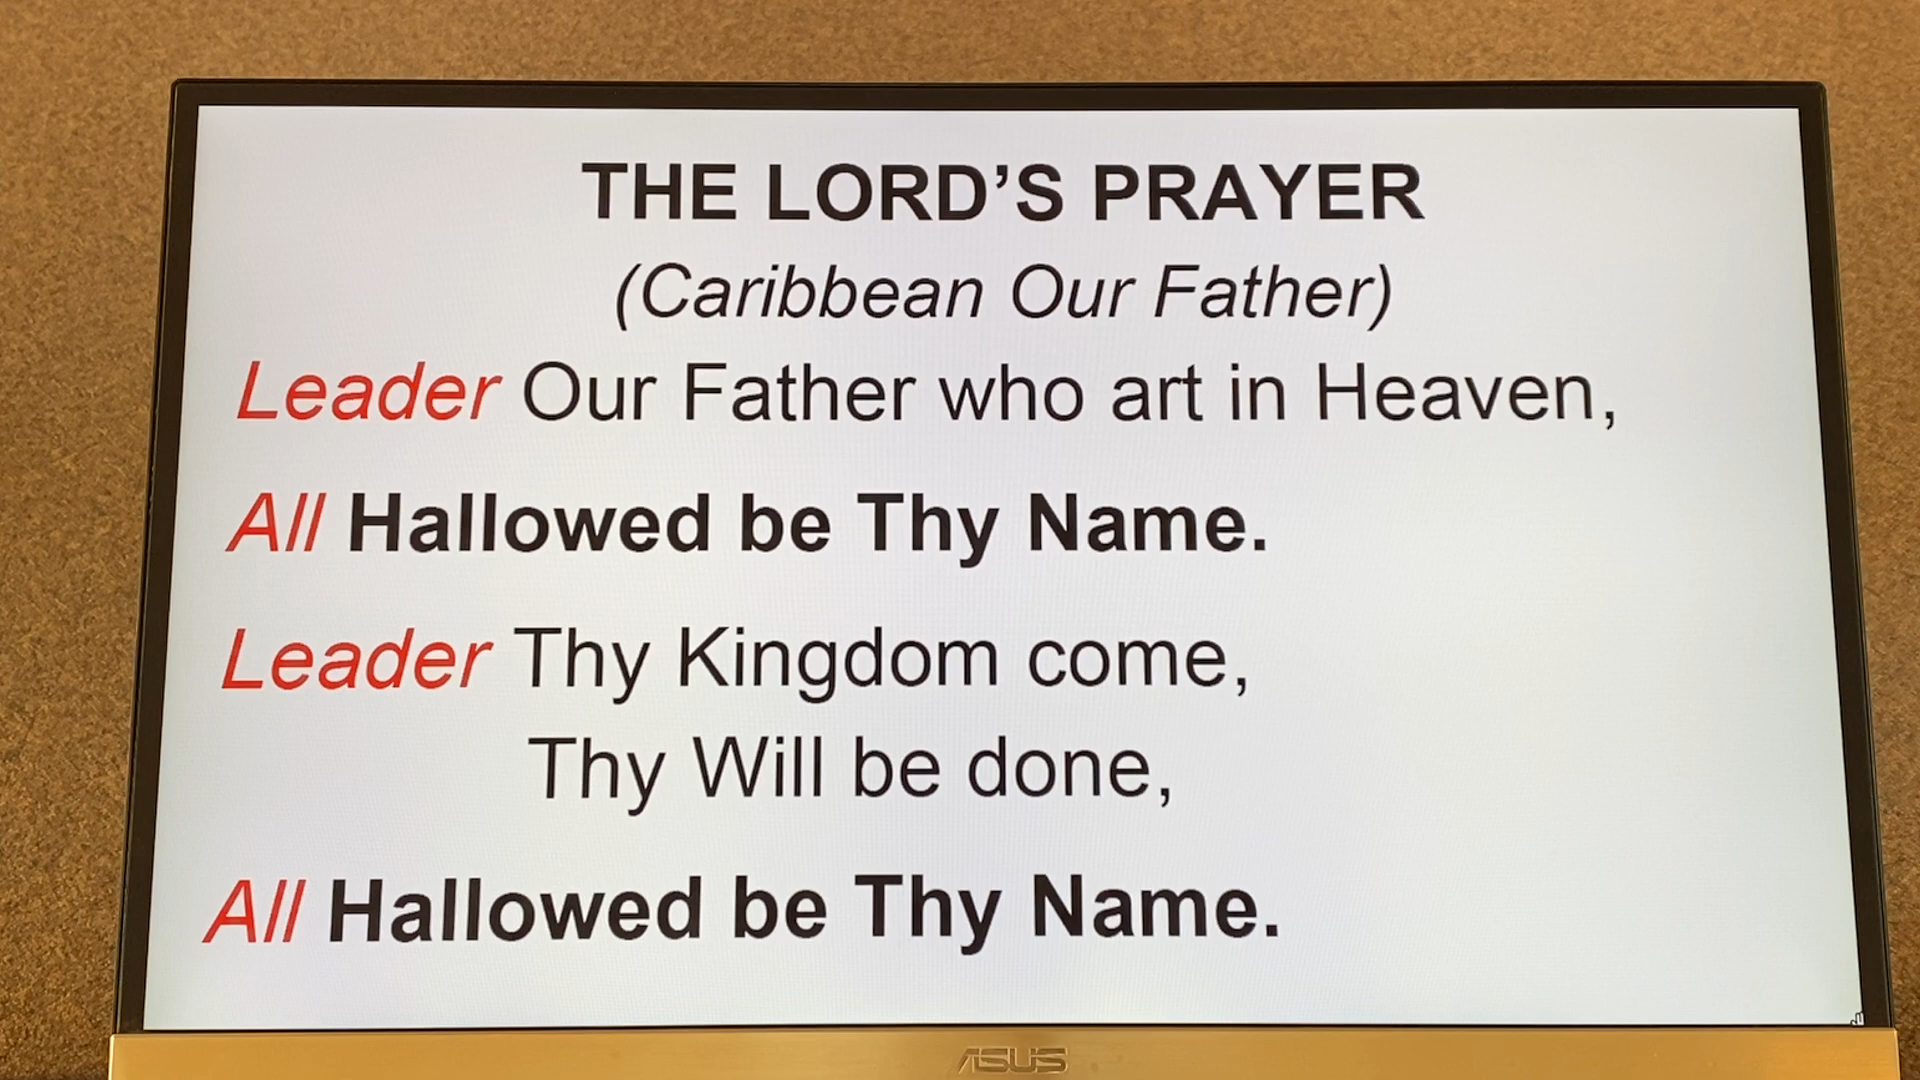 THE LORD’S PRAYER
(Caribbean Our Father)
Leader Our Father who art in Heaven,
All Hallowed be Thy Name.
Leader Thy Kingdom come,
Thy Will be done,
All Hallowed be Thy Name.
ASUS